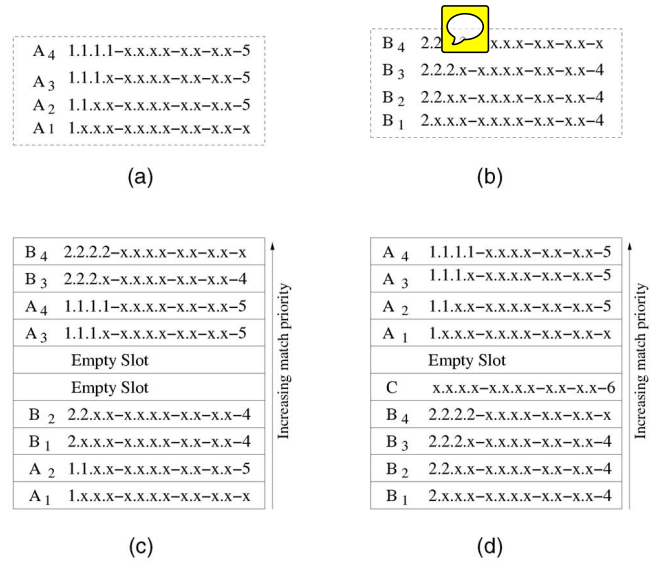 A 4 1.1.1.1–x.x.x.x–x.x–x.x–5
A 3 1.1.1.x–x.x.x.x–x.x–x.x–5
A 2 1.1.x.x–x.x.x.x–x.x–x.x–5
A 1 1.x.x.x–x.x.x.x–x.x–x.x–x
(a)
B 4 2.2 x.x.x–x.x–x.x–x
B 3 2.2.2.x–x.x.x.x–x.x–x.x–4
B 2 2.2.x.x–x.x.x.x–x.x–x.x–4
B 1 2.x.x.x–x.x.x.x–x.x–x.x–4
(b)
B 4 2.2.2.2–x.x.x.x–x.x–x.x–x
B 3 2.2.2.x–x.x.x.x–x.x–x.x–4
A 4 1.1.1.1–x.x.x.x–x.x–x.x–5
A 3 1.1.1.x–x.x.x.x–x.x–x.x–5
Empty Slot
Empty Slot
B 2 2.2.x.x–x.x.x.x–x.x–x.x–4
B 1 2.x.x.x–x.x.x.x–x.x–x.x–4
A 2 1.1.x.x–x.x.x.x–x.x–x.x–5
A 1 1.x.x.x–x.x.x.x–x.x–x.x–x
Increasing match priority
(c)
A 4 1.1.1.1–x.x.x.x–x.x–x.x–5
A 3 1.1.1.x–x.x.x.x–x.x–x.x–5
A 2 1.1.x.x–x.x.x.x–x.x–x.x–5
A 1 1.x.x.x–x.x.x.x–x.x–x.x–x
Empty Slot
C x.x.x.x–x.x.x.x–x.x–x.x–6
B 4 2.2.2.2–x.x.x.x–x.x–x.x–x
B 3 2.2.2.x–x.x.x.x–x.x–x.x–4
B 2 2.2.x.x–x.x.x.x–x.x–x.x–4
B 1 2.x.x.x–x.x.x.x–x.x–x.x–4
Increasing match priority
(d)